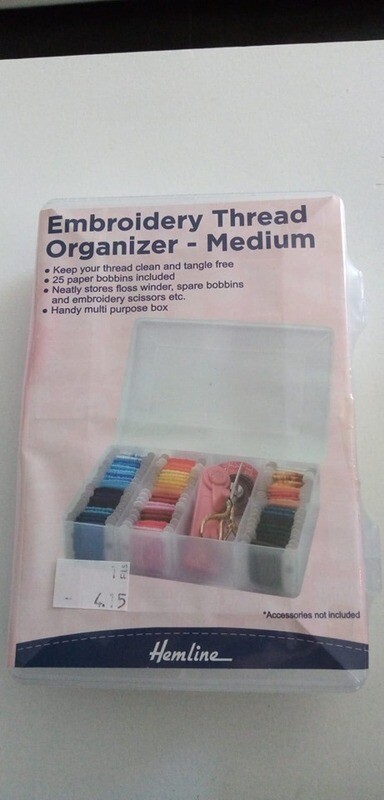 Embroidery Thread
Organizer - Medium
• Keep your thread clean and tangle free
• 25 paper bobbins included
• Neatly stores floss winder, spare bobbins
and embroidery scissors etc.
• Handy multi purpose box
4.15
*Accessories not included
Hemline